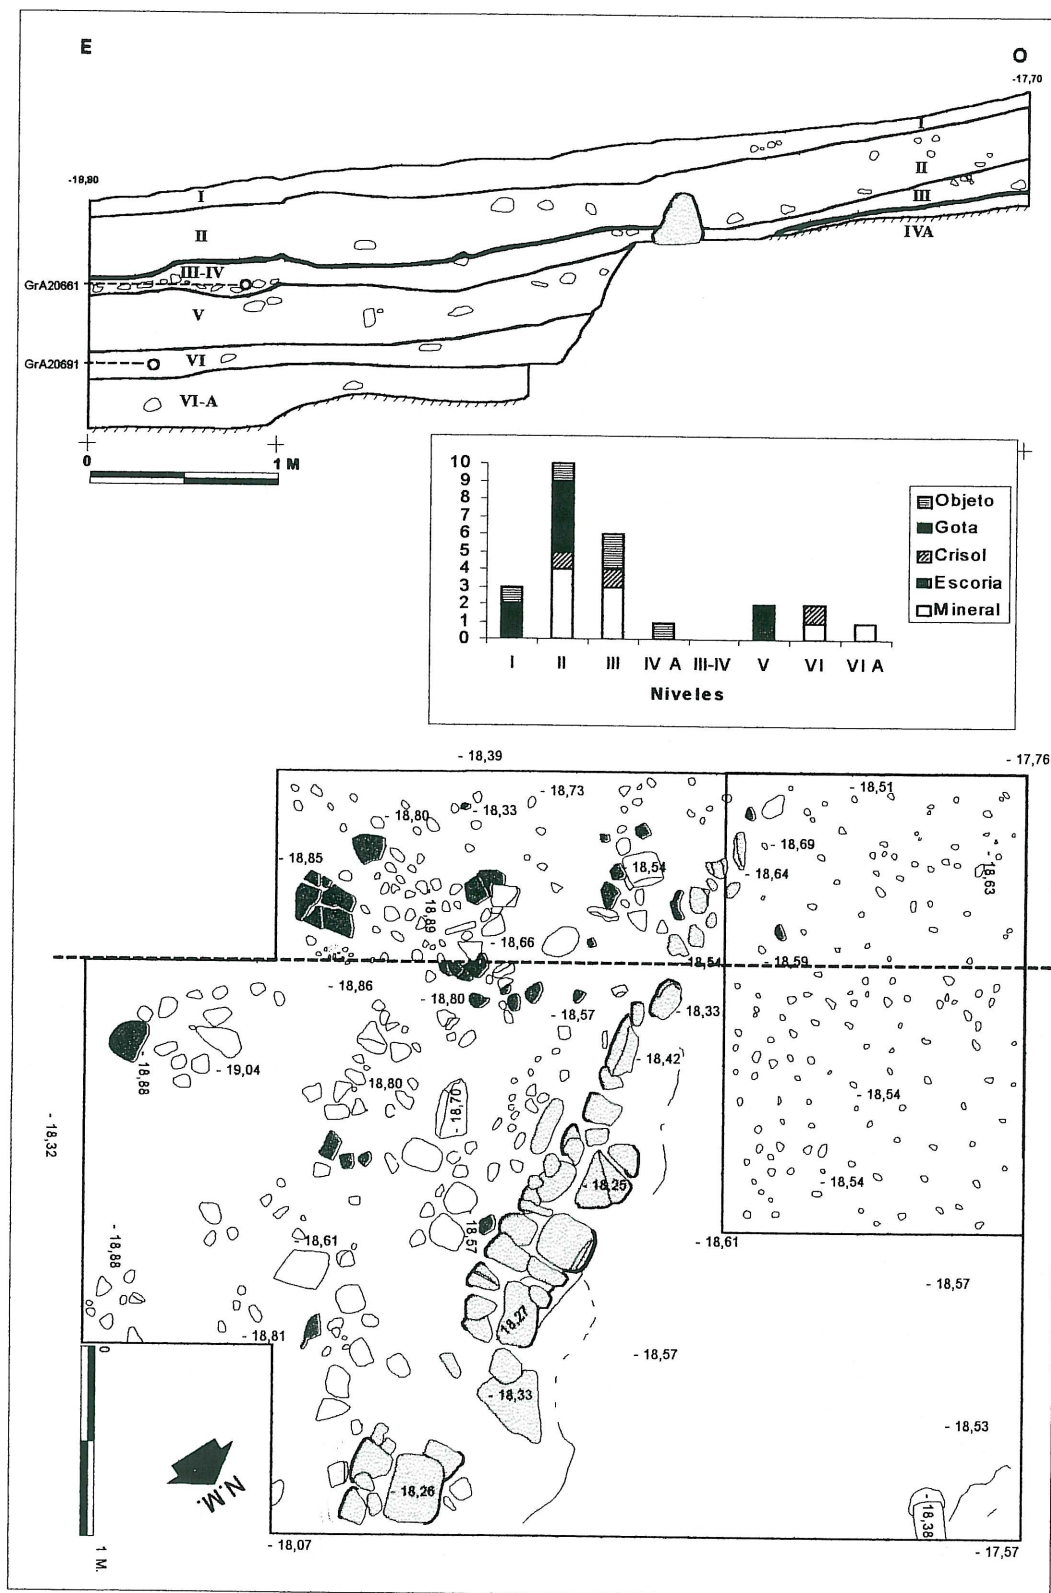 E
O
-17,70
-18,80
I
I
II
II
III
IVA
III-IV
GrA20661
V
GrA20691
VI
VI-A
0 1 M
10
9
8
7
6
5
4
3
2
1
0
I II III IV A III-IV V VI VI A
Niveles
Objeto
Gota
Crisol
Escoria
Mineral
- 18,39
- 17,76
- 18,73
- 18,51
- 18,80
- 18,33
- 18,69
- 18,85
- 18,54
- 18,64
- 18,63
- 18,89
- 18,66
- 18,54
- 18,59
- 18,86
- 18,80
- 18,57
- 18,33
- 18,42
- 18,88
- 19,04
18,80
- 18,70
- 18,54
- 18,32
- 18,25
- 18,54
- 18,57
- 18,61
- 18,61
- 18,88
- 18,57
18,27
- 18,81
- 18,57
- 18,33
- 18,53
0
N.M.
- 18,26
- 18,38
1 M.
- 18,07
- 17,57